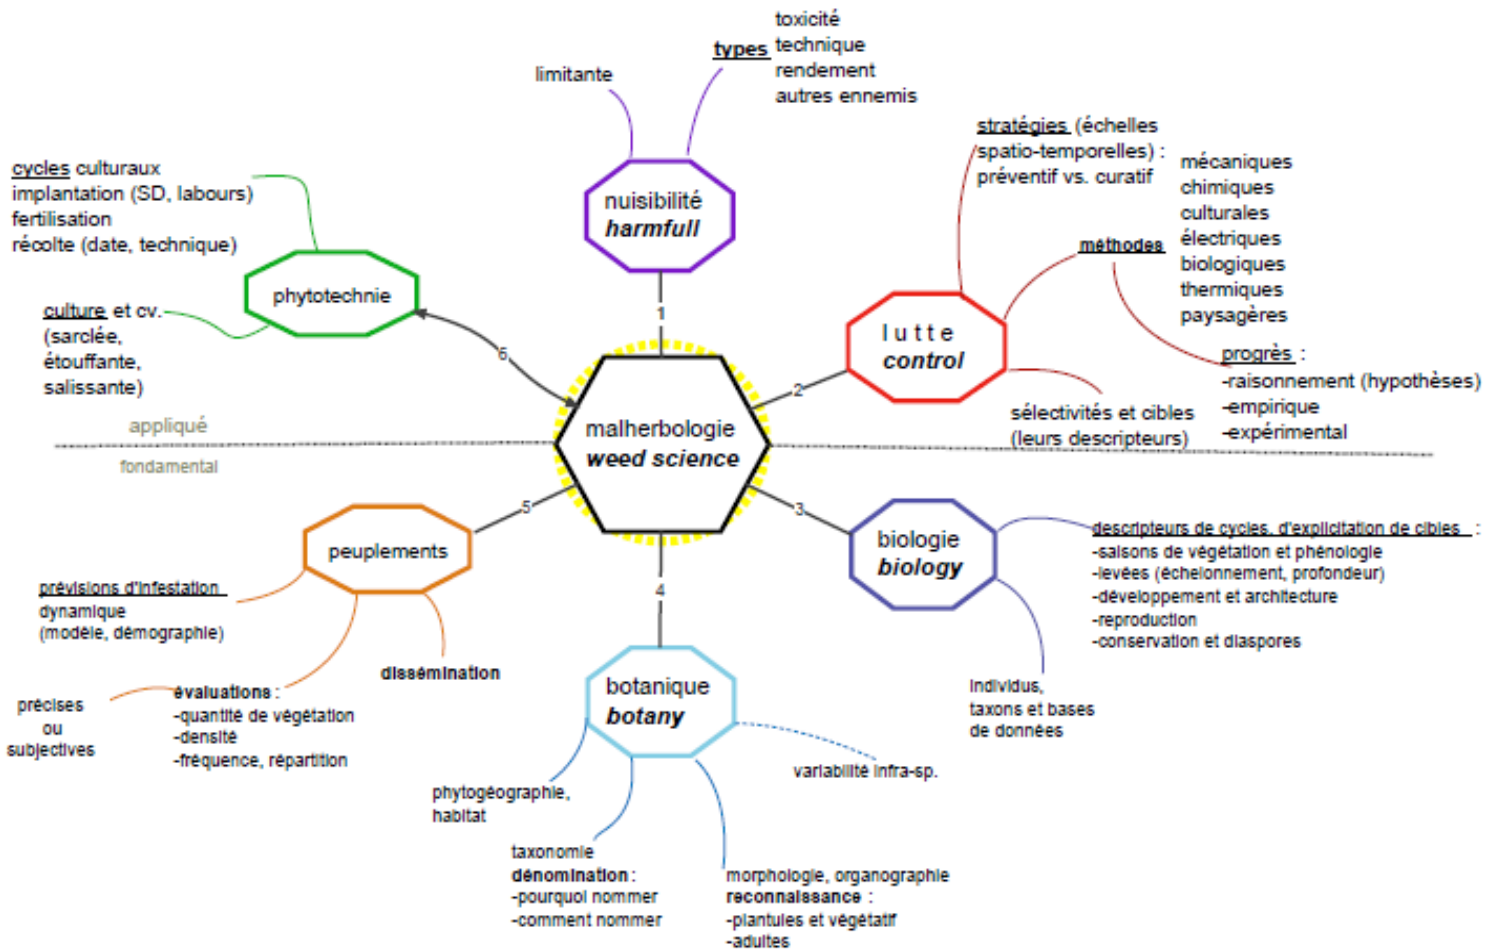 toxicité
types technique
rendement
autres ennemis
limitante
nuisibilité
harmfull
1
stratégies (échelles
spatio-temporelles) :
préventif vs. curatif
mécaniques
chimiques
culturales
électriques
biologiques
thermiques
paysagères
méthodes
progrès :
-raisonnement (hypothèses)
-empirique
-expérimental
lutte
control
2
sélectivités et cibles
(leurs descripteurs)
cycles culturaux
implantation (SD, labours)
fertilisation
récolte (date, technique)
phytotechnie
culture et cv.
(sarclée,
étouffante,
salissante)
6
appliqué
fondamental
malherbologie
weed science
5
peuplements
prévisions d'infestation
dynamique
(modèle, démographie)
dissémination
évaluations :
-quantité de végétation
-densité
-fréquence, répartition
précises
ou
subjectives
3
biologie
biology
descripteurs de cycles, d'explicitation de cibles :
-saisons de végétation et phénologie
-levées (échelonnement, profondeur)
-développement et architecture
-reproduction
-conservation et diaspores
individus,
taxons et bases
de données
4
botanique
botany
variabilité infra-sp.
phytogéographie,
habitat
taxonomie
dénomination :
-pourquoi nommer
-comment nommer
morphologie, organographie
reconnaissance :
-plantules et végétatif
-adultes